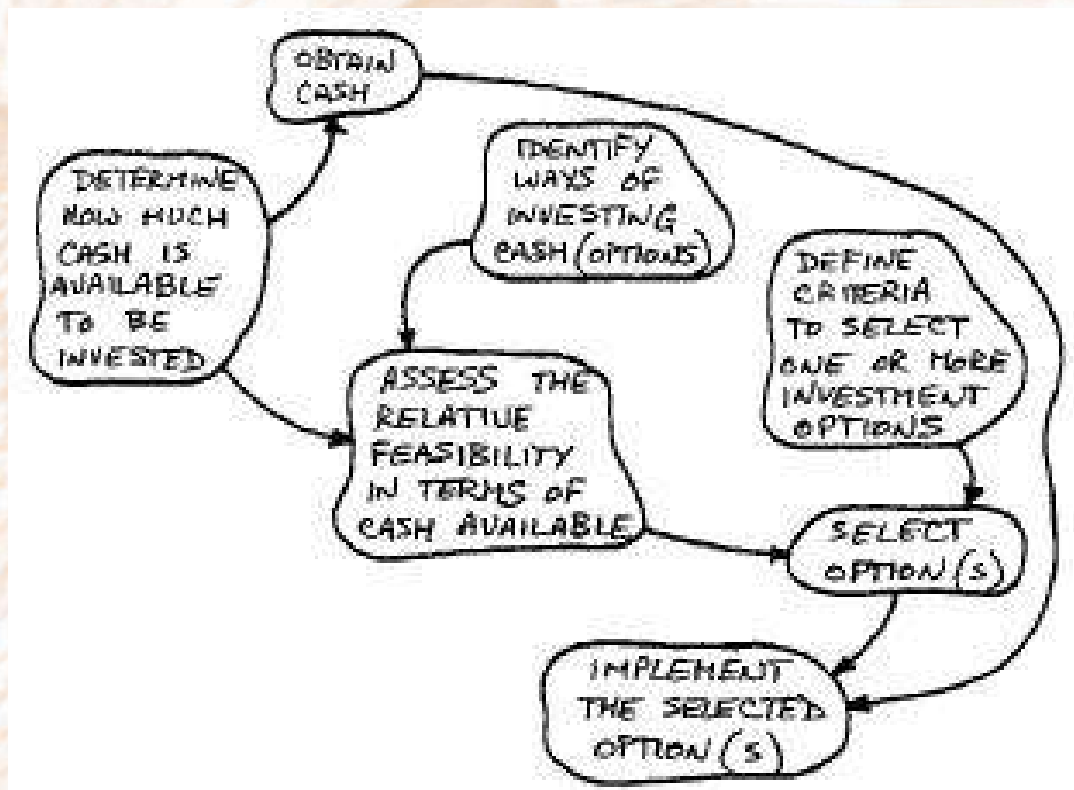 OBTAIN
CASH
DETERMINE
HOW MUCH
CASH IS
AVAILABLE
TO BE
INVESTED
IDENTIFY
WAYS OF
INVESTING
CASH (OPTIONS)
DEFINE
CRITERIA
TO SELECT
ONE OR MORE
INVESTMENT
OPTIONS
ASSESS THE
RELATIVE
FEASIBILITY
IN TERMS OF
CASH AVAILABLE
SELECT
OPTION(S)
IMPLEMENT
THE SELECTED
OPTION(S)